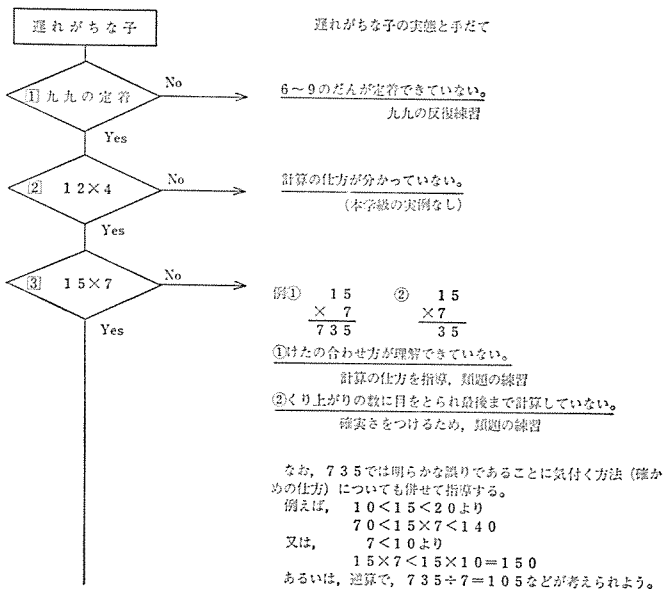 遅れがちな子
遅れがちな子の実態と手だて
①九九の定着
No
6～9のだんが定着できていない。
九九の反復練習
Yes
② 12×4
No
計算の仕方が分かっていない。
(本学級の実例なし)
Yes
③ 15×7
No
例① 15 ② 15
× 7 ×7
735 35
Yes
①けたの合わせ方が理解できていない。
計算の仕方を指導，類題の練習
②くり上がりの数に目をとられ最後まで計算していない。
確実さをつけるため，類題の練習
なお，735では明らかな誤りであることに気付く方法（確か
めの仕方）についても併せて指導する。
例えば， 10＜15＜20より
70＜15×7＜140
又は， 7＜10より
15×7＜15×10＝150
あるいは，逆算で，735÷7＝105などが考えられよう。